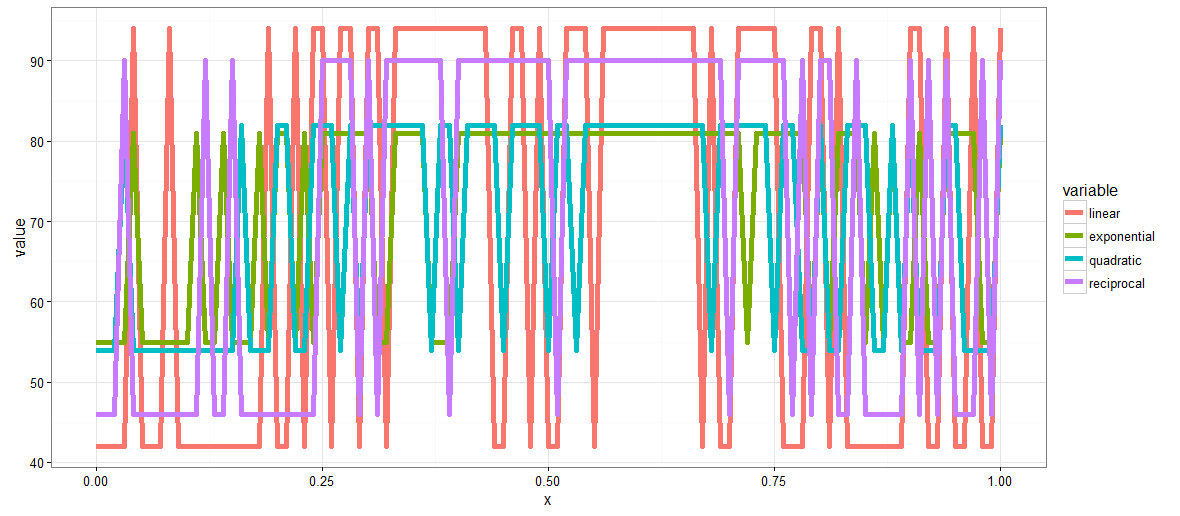 90
80
70
60
50
40
value
0.00
0.25
0.50
0.75
1.00
x
variable
linear
exponential
quadratic
reciprocal